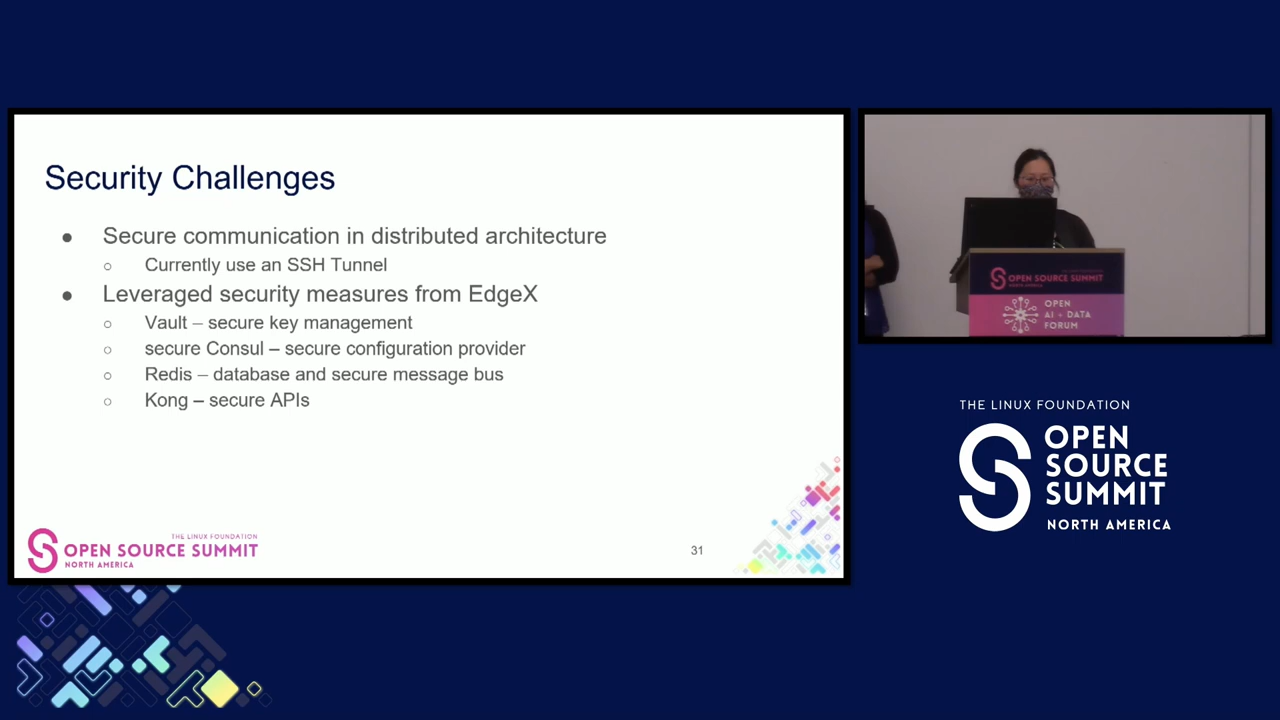 Security Challenges
● Secure communication in distributed architecture
○ Currently use an SSH Tunnel
● Leveraged security measures from EdgeX
○ Vault – secure key management
○ secure Consul – secure configuration provider
○ Redis – database and secure message bus
○ Kong – secure APIs
THE LINUX FOUNDATION
OPEN SOURCE SUMMIT
NORTH AMERICA
31
OPEN SOURCE SUMMIT
NORTH AMERICA
OPEN
AI + DATA
FORUM
THE LINUX FOUNDATION
OPEN
SOURCE
SUMMIT
NORTH AMERICA